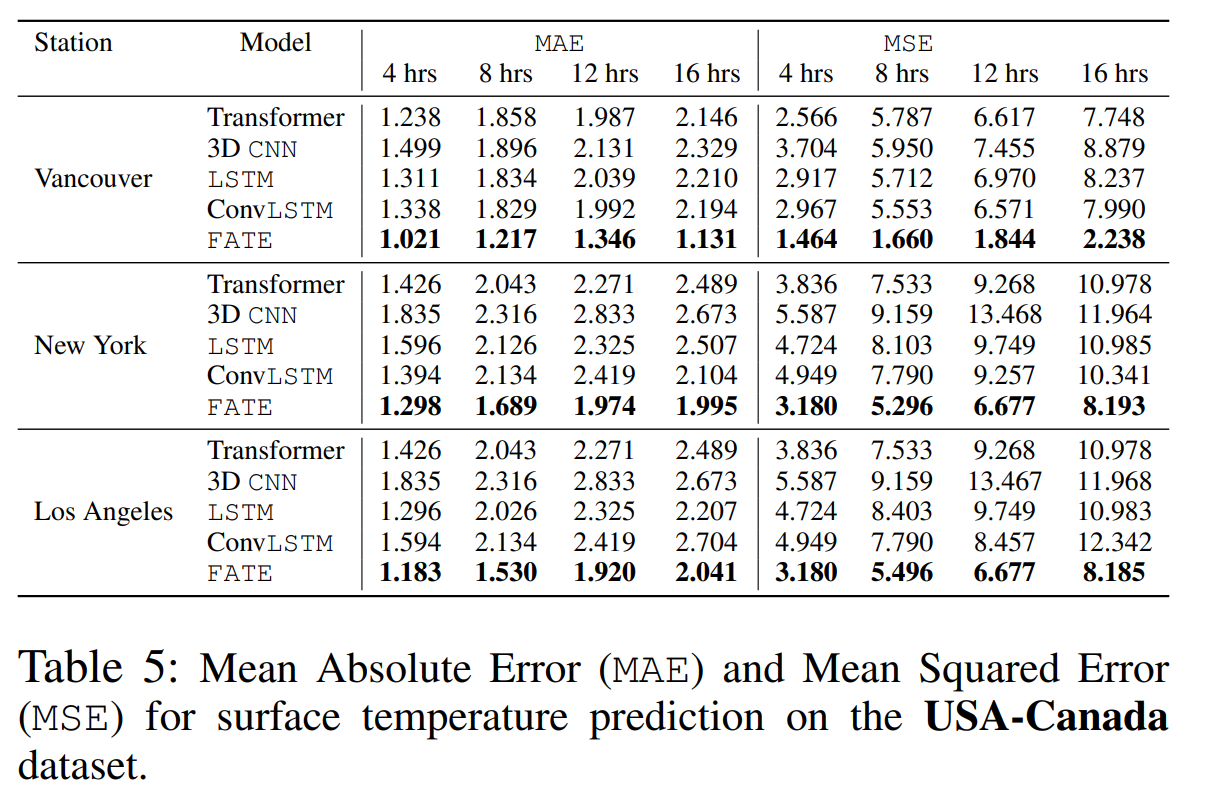 Station Model MAE MSE
4 hrs 8 hrs 12 hrs 16 hrs 4 hrs 8 hrs 12 hrs 16 hrs
Transformer 1.238 1.858 1.987 2.146 2.566 5.787 6.617 7.748
3D CNN 1.499 1.896 2.131 2.329 3.704 5.950 7.455 8.879
Vancouver LSTM 1.311 1.834 2.039 2.210 2.917 5.712 6.970 8.237
ConvLSTM 1.338 1.829 1.992 2.194 2.967 5.553 6.571 7.990
FATE 1.021 1.217 1.346 1.131 1.464 1.660 1.844 2.238
Transformer 1.426 2.043 2.271 2.489 3.836 7.533 9.268 10.978
3D CNN 1.835 2.316 2.833 2.673 5.587 9.159 13.468 11.964
New York LSTM 1.596 2.126 2.325 2.507 4.724 8.103 9.749 10.985
ConvLSTM 1.394 2.134 2.419 2.104 4.949 7.790 9.257 10.341
FATE 1.298 1.689 1.974 1.995 3.180 5.296 6.677 8.193
Transformer 1.426 2.043 2.271 2.489 3.836 7.533 9.268 10.978
3D CNN 1.835 2.316 2.833 2.673 5.587 9.159 13.467 11.968
Los Angeles LSTM 1.296 2.026 2.325 2.207 4.724 8.403 9.749 10.983
ConvLSTM 1.594 2.134 2.419 2.704 4.949 7.790 8.457 12.342
FATE 1.183 1.530 1.920 2.041 3.180 5.496 6.677 8.185
Table 5: Mean Absolute Error (MAE) and Mean Squared Error
(MSE) for surface temperature prediction on the USA-Canada
dataset.